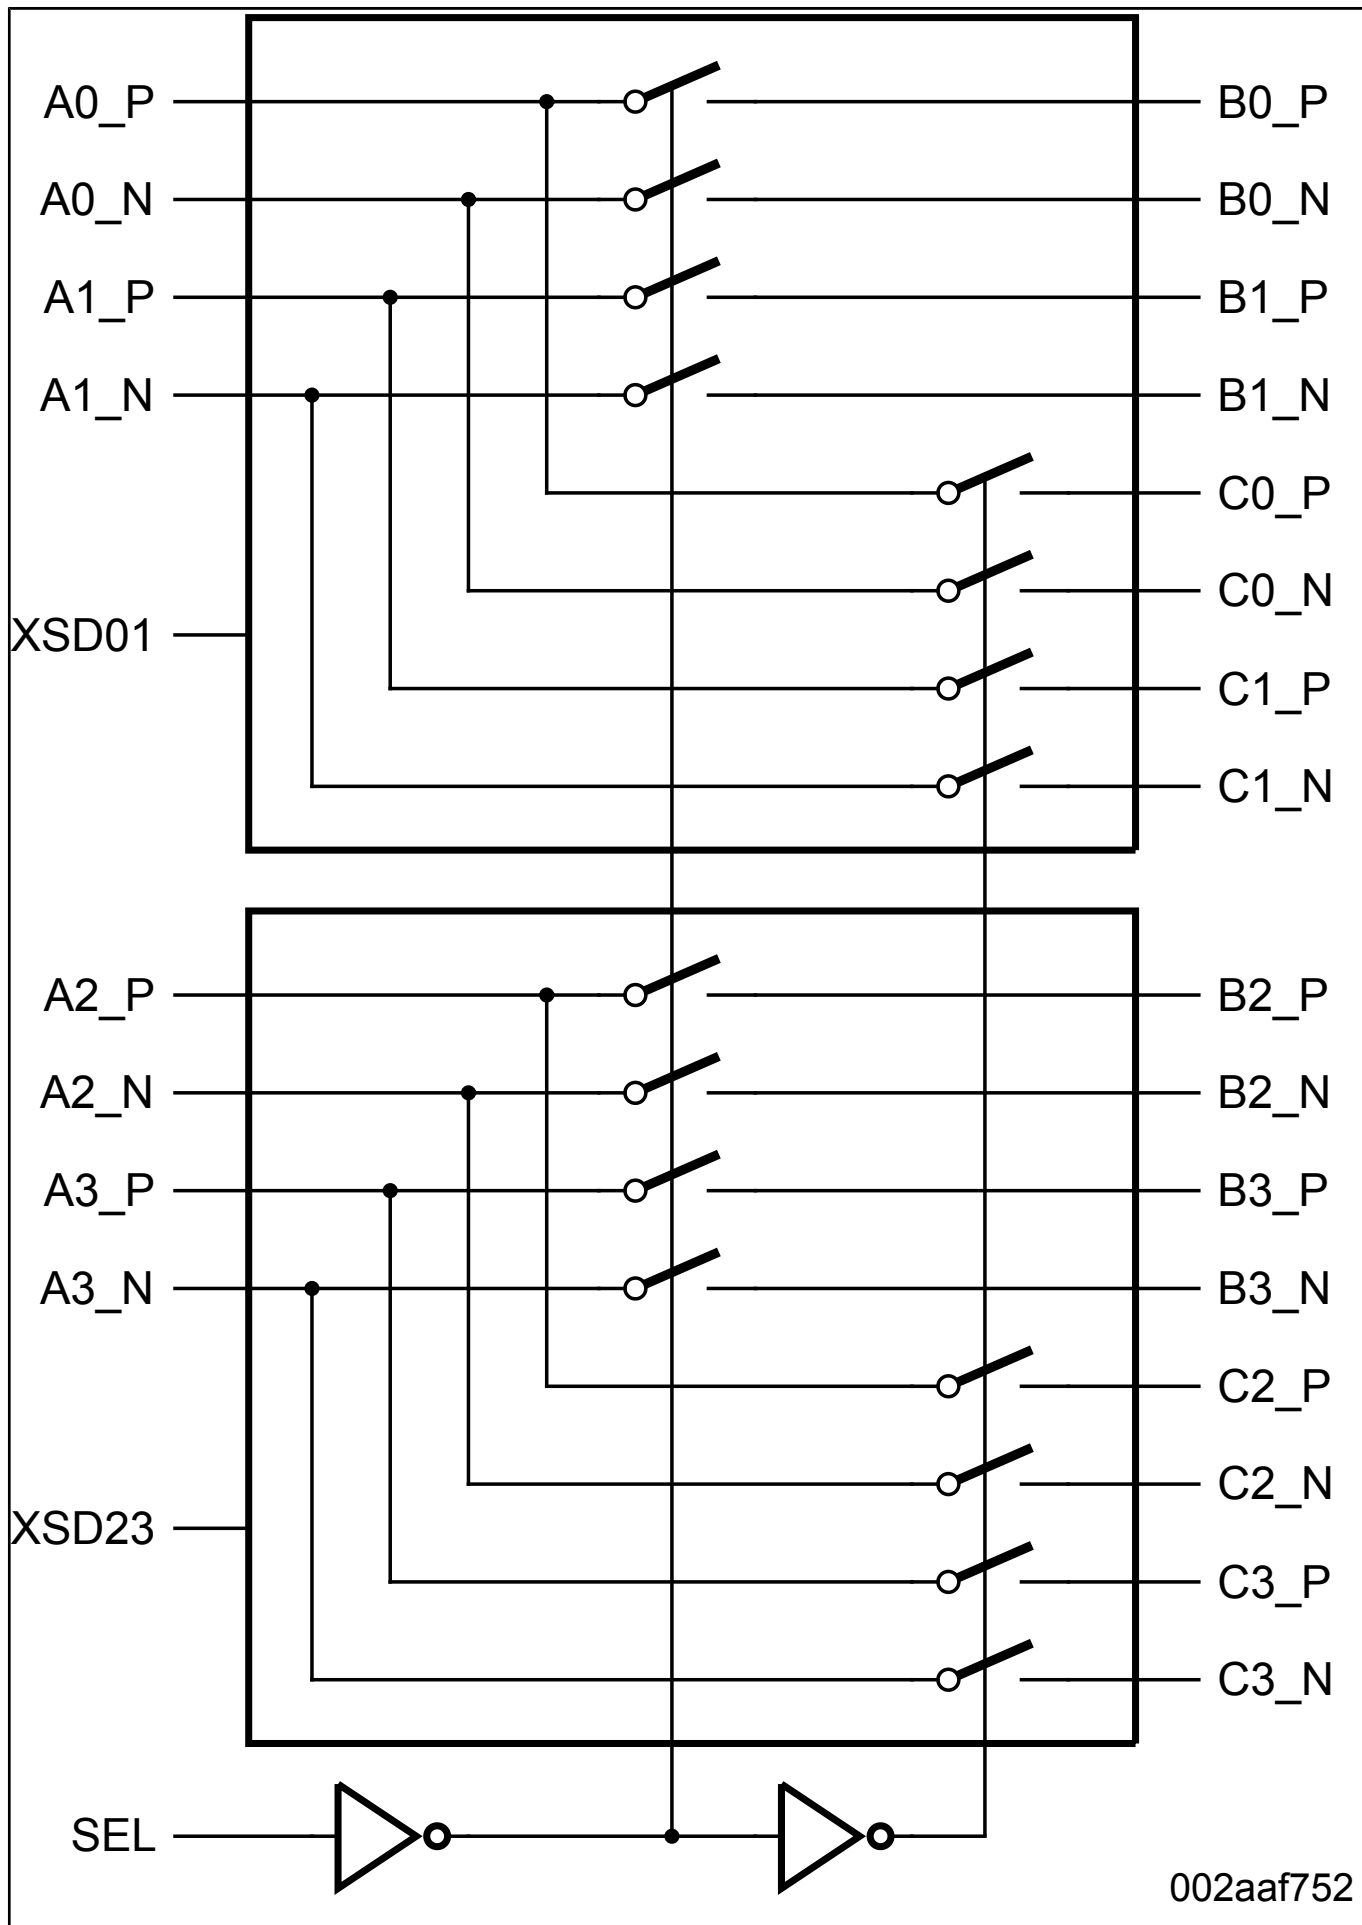 A0_P B0_P
A0_N B0_N
A1_P B1_P
A1_N B1_N
C0_P
C0_N
XSD01
C1_P
C1_N
A2_P B2_P
A2_N B2_N
A3_P B3_P
A3_N B3_N
C2_P
C2_N
XSD23
C3_P
C3_N
SEL
002aaf752